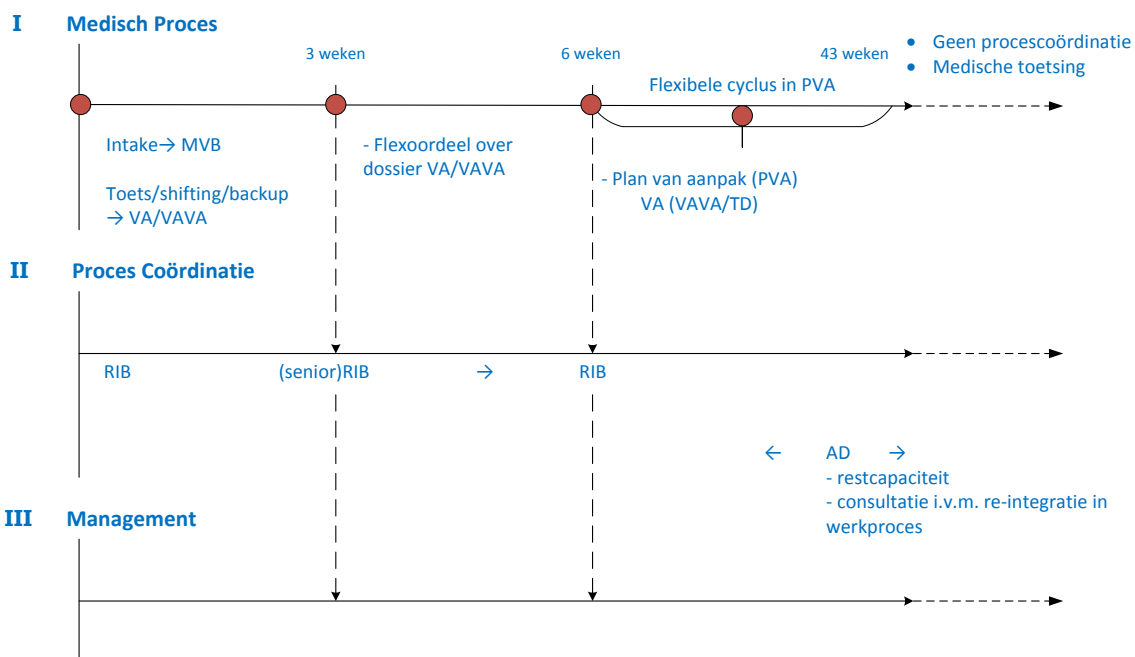 I Medisch Proces
3 weken
6 weken
43 weken
• Geen procescoördinatie
• Medische toetsing
Flexibele cyclus in PVA
Intake→ MVB
Toets/shifting/backup
→ VA/VAVA
- Flexoordeel over
dossier VA/VAVA
- Plan van aanpak (PVA)
VA (VAVA/TD)
II Proces Coördinatie
RIB
(senior)RIB
→
RIB
← AD →
- restcapaciteit
- consultatie i.v.m. re-integratie in
werkproces
III Management